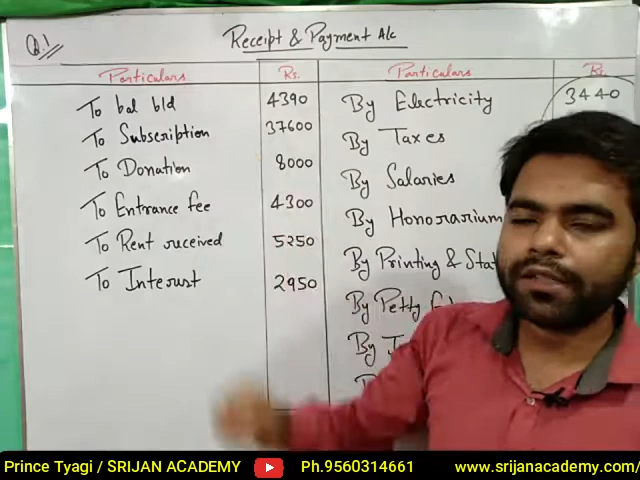 Q.1
Receipt & Payment A/c
Particulars Rs. Particulars Rs.
To bal b/d 4390 By Electricity 3440
To Subscription 37600 By Taxes
To Donation 8000 By Salaries
To Entrance fee 4300 By Honorarium
To Rent received 5250 By Printing & Stat
To Interest 2950 By Petty
By
Prince Tyagi / SRIJAN ACADEMY Ph.9560314661 www.srijanacademy.com/